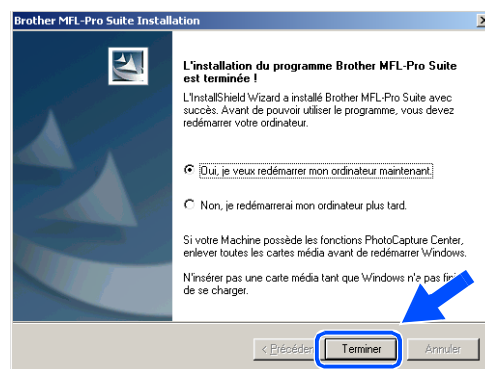 Brother MFL-Pro Suite Installation
L'installation du programme Brother MFL-Pro Suite
est terminée !
L'InstallShield Wizard a installé Brother MFL-Pro Suite avec
succès. Avant de pouvoir utiliser le programme, vous devez
redémarrer votre ordinateur.
Oui, je veux redémarrer mon ordinateur maintenant.
Non, je redémarrerai mon ordinateur plus tard.
Si votre Machine possède les fonctions PhotoCapture Center,
enlever toutes les cartes média avant de redémarrer Windows.
N'insérer pas une carte média tant que Windows n'a pas fini
de se charger.
< Précéden Terminer Annuler